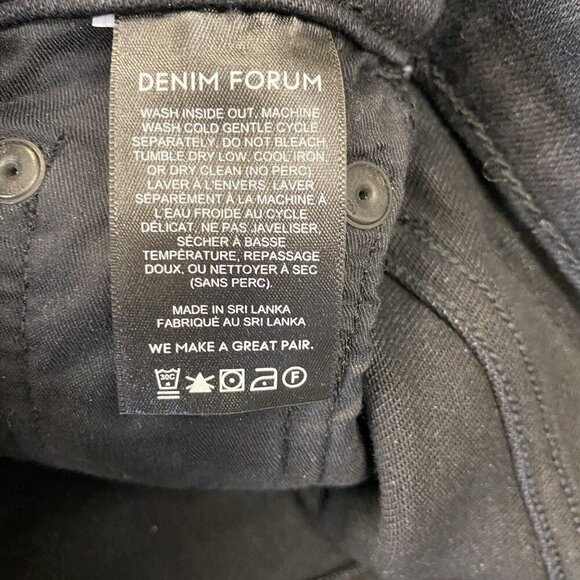 DENIM FORUM
WASH INSIDE OUT. MACHINE
WASH COLD GENTLE CYCLE
SEPARATELY. DO NOT BLEACH
TUMBLE DRY LOW, COOL IRON,
OR DRY CLEAN (NO PERC)
LAVER À L'ENVERS, LAVER
SÉPARÉMENT À LA MACHINE À
L'EAU FROIDE AU CYCLE
DÉLICAT. NE PAS JAVELISER,
SÉCHER À BASSE
TEMPÉRATURE, REPASSAGE
DOUX, OU NETTOYER À SEC
(SANS PERC).
MADE IN SRI LANKA
FABRIQUÉ AU SRI LANKA
WE MAKE A GREAT PAIR.
30C F